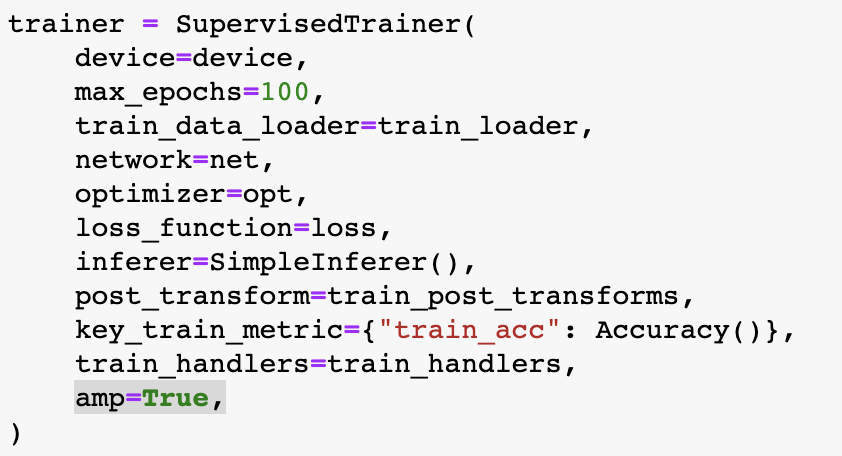 trainer = SupervisedTrainer(
    device=device,
    max_epochs=100,
    train_data_loader=train_loader,
    network=net,
    optimizer=opt,
    loss_function=loss,
    inferer=SimpleInferer(),
    post_transform=train_post_transforms,
    key_train_metric={"train_acc": Accuracy()},
    train_handlers=train_handlers,
    amp=True,
)